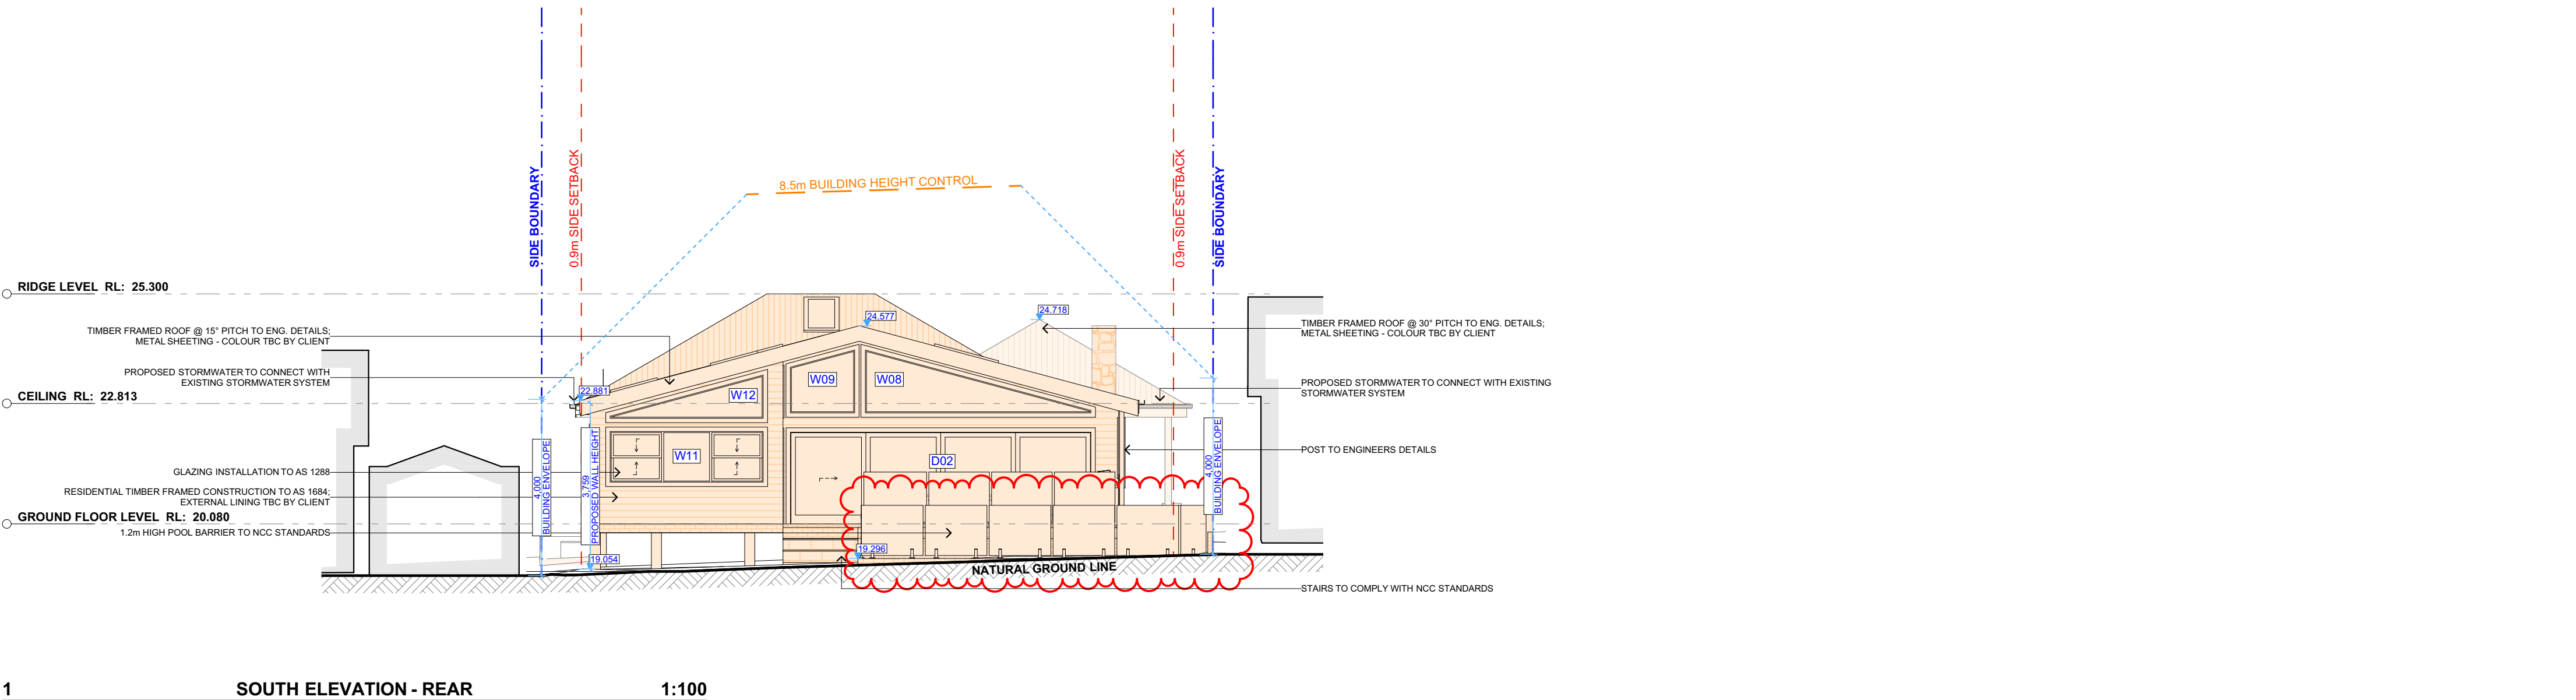 SIDE BOUNDARY
0.9m SIDE SETBACK
8.5m BUILDING HEIGHT CONTROL
0.9m SIDE SETBACK
SIDE BOUNDARY
RIDGE LEVEL RL: 25.300
24.577
24.718
TIMBER FRAMED ROOF @ 15° PITCH TO ENG. DETAILS;
METAL SHEETING - COLOUR TBC BY CLIENT
TIMBER FRAMED ROOF @ 30° PITCH TO ENG. DETAILS;
METAL SHEETING - COLOUR TBC BY CLIENT
PROPOSED STORMWATER TO CONNECT WITH
EXISTING STORMWATER SYSTEM
PROPOSED STORMWATER TO CONNECT WITH EXISTING
STORMWATER SYSTEM
CEILING RL: 22.813
22.881
W12
W09
W08
W11
D02
POST TO ENGINEERS DETAILS
4,000
BUILDING ENVELOPE
3,759
PROPOSED WALL HEIGHT
4,000
BUILDING ENVELOPE
GLAZING INSTALLATION TO AS 1288
RESIDENTIAL TIMBER FRAMED CONSTRUCTION TO AS 1684;
EXTERNAL LINING TBC BY CLIENT
GROUND FLOOR LEVEL RL: 20.080
1.2m HIGH POOL BARRIER TO NCC STANDARDS
19.054
19.296
NATURAL GROUND LINE
STAIRS TO COMPLY WITH NCC STANDARDS
1 SOUTH ELEVATION - REAR 1:100